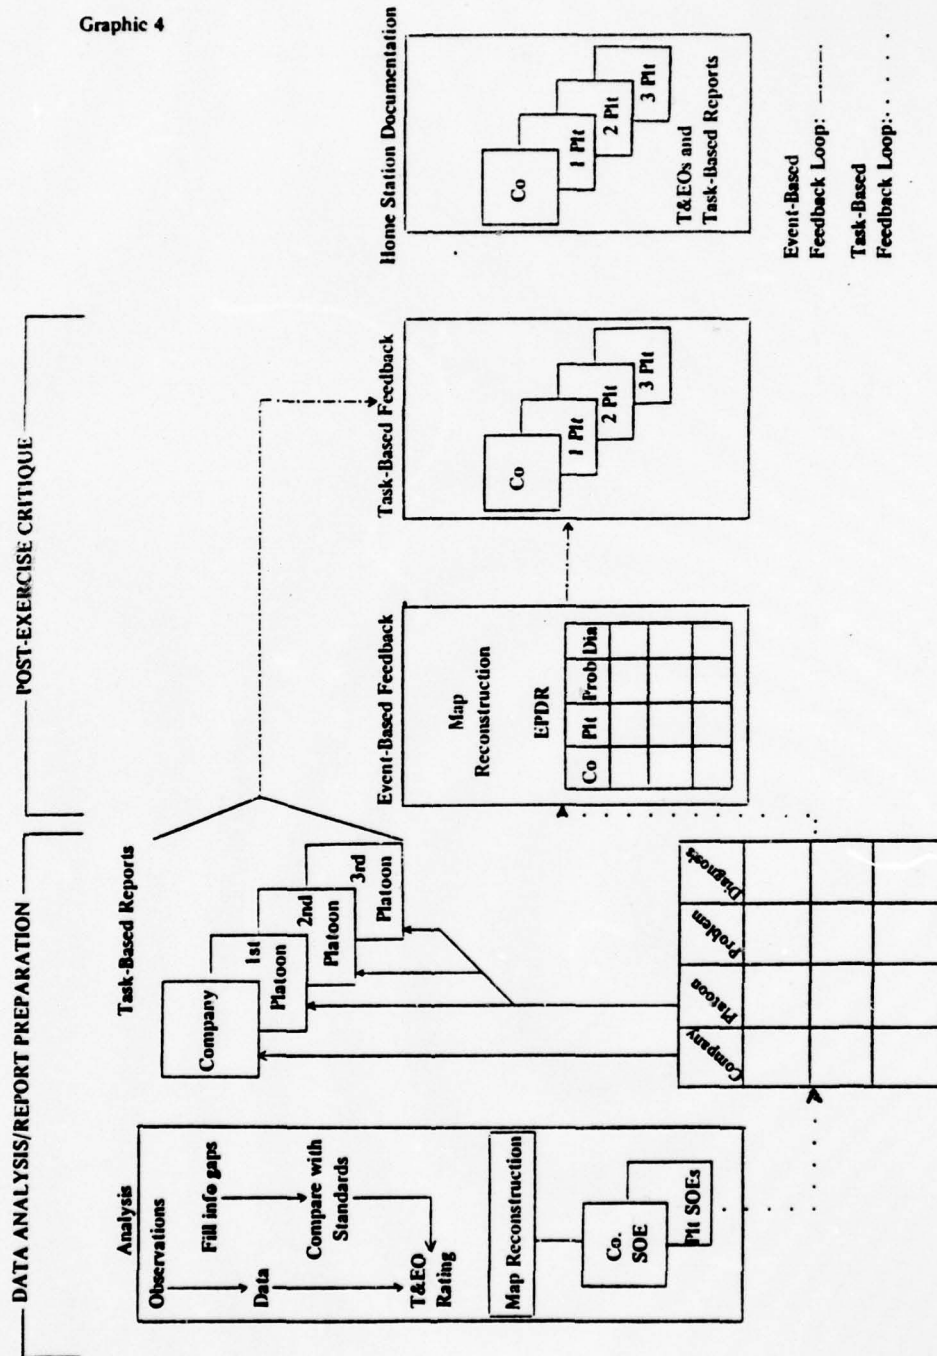 Graphic 4
DATA ANALYSIS/REPORT PREPARATION
POST-EXERCISE CRITIQUE
Analysis
Observations
Fill info gaps
Data
Compare with
Standards
T&EO
Rating
Map Reconstruction
Co.
SOE
Plt SOEs
Task-Based Reports
Company
1st
Platoon
2nd
Platoon
3rd
Platoon
Company
Platoon
Problem
Diagnosis
Event-Based Feedback
Map
Reconstruction
EPDR
Co
Plt
Prob
Dia
Task-Based Feedback
Co
1 Plt
2 Plt
3 Plt
Home Station Documentation
Co
1 Plt
2 Plt
3 Plt
T&EOs and
Task-Based Reports
Event-Based
Feedback Loop:
Task-Based
Feedback Loop: